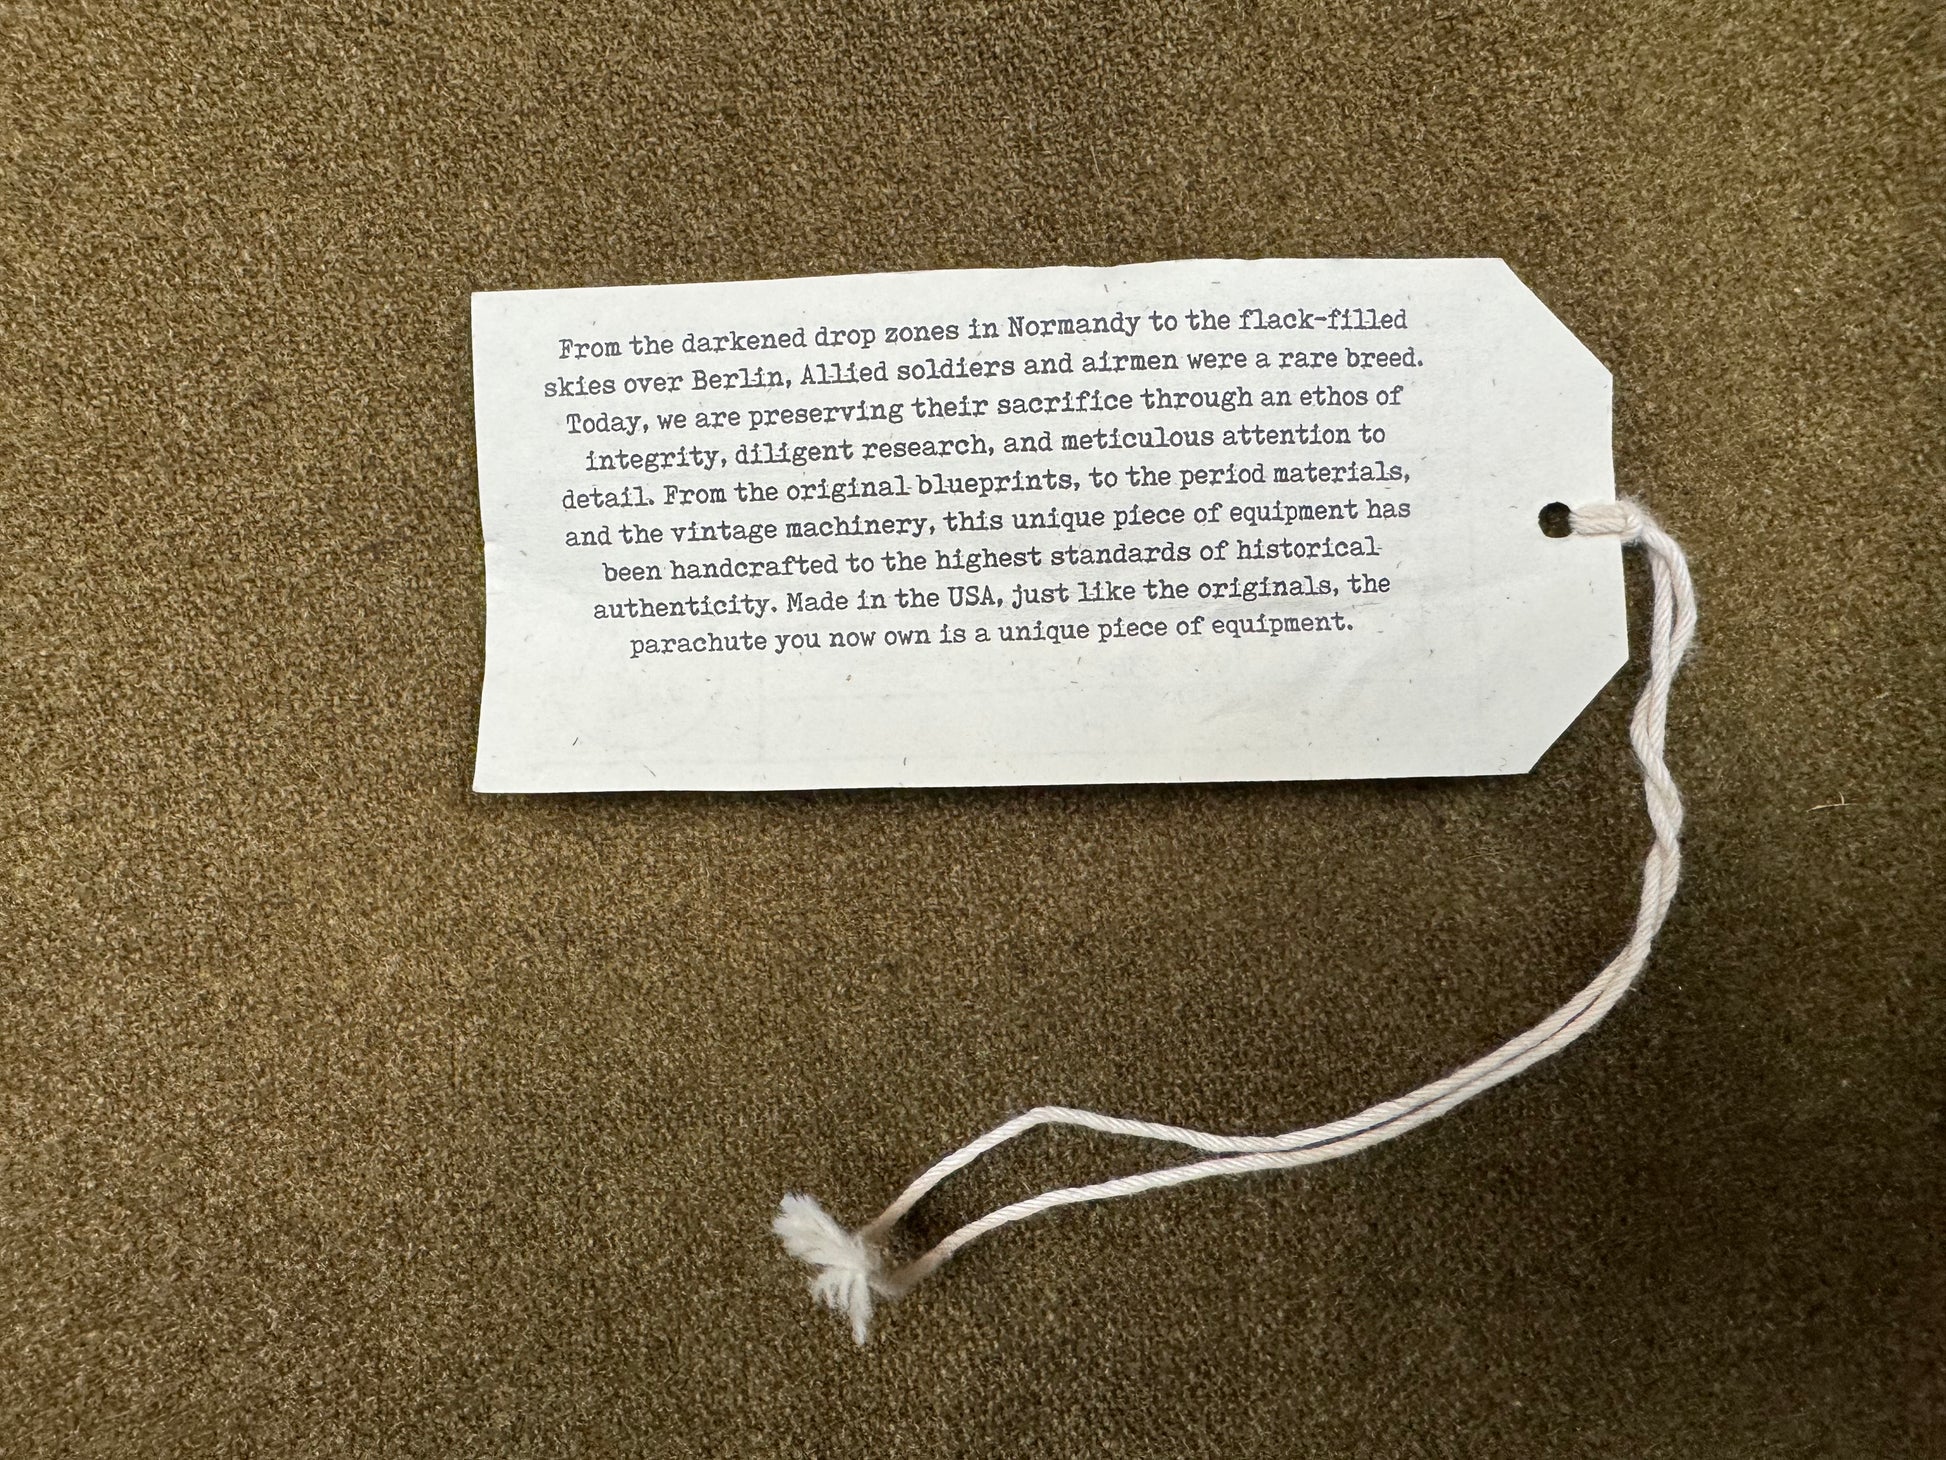 From the darkened drop zones in Normandy to the flack-filled
skies over Berlin, Allied soldiers and airmen were a rare breed.
Today, we are preserving their sacrifice through an ethos of
integrity, diligent research, and meticulous attention to
detail. From the original blueprints, to the period materials,
and the vintage machinery, this unique piece of equipment has
been handcrafted to the highest standards of historical
authenticity. Made in the USA, just like the originals, the
parachute you now own is a unique piece of equipment.